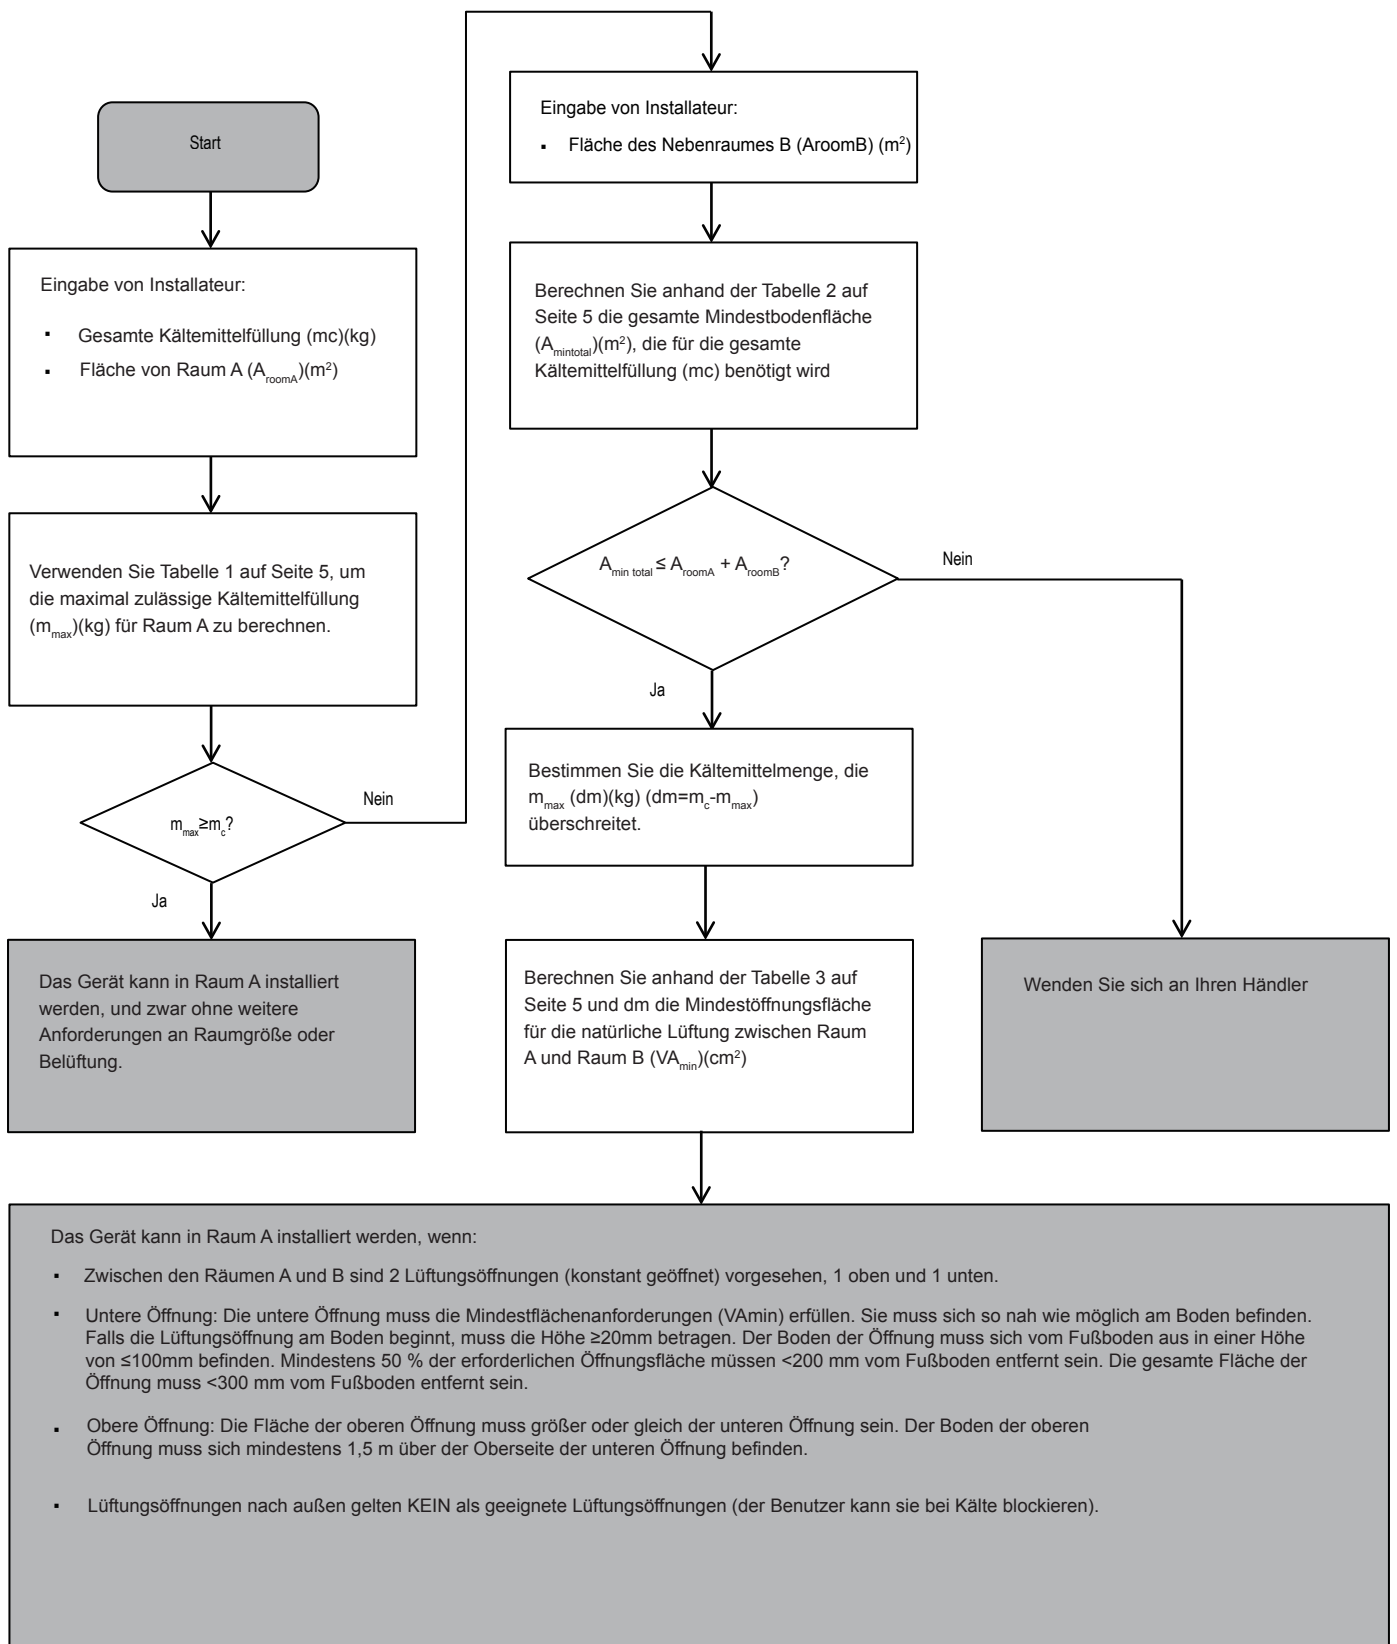 Start
Eingabe von Installateur:
▪ Gesamte Kältemittelfüllung (mc)(kg)
▪ Fläche von Raum A (A_roomA)(m²)
Verwenden Sie Tabelle 1 auf Seite 5, um
die maximal zulässige Kältemittelfüllung
(m_max)(kg) für Raum A zu berechnen.
m_max≥m_c?
Nein
Ja
Das Gerät kann in Raum A installiert
werden, und zwar ohne weitere
Anforderungen an Raumgröße oder
Belüftung.
Eingabe von Installateur:
▪ Fläche des Nebenraumes B (AroomB) (m²)
Berechnen Sie anhand der Tabelle 2 auf
Seite 5 die gesamte Mindestbodenfläche
(A_mintotal)(m²), die für die gesamte
Kältemittelfüllung (mc) benötigt wird
A_min total ≤ A_roomA + A_roomB?
Nein
Ja
Bestimmen Sie die Kältemittelmenge, die
m_max (dm)(kg) (dm=m_c-m_max)
überschreitet.
Berechnen Sie anhand der Tabelle 3 auf
Seite 5 und dm die Mindestöffnungsfläche
für die natürliche Lüftung zwischen Raum
A und Raum B (VA_min)(cm²)
Wenden Sie sich an Ihren Händler
Das Gerät kann in Raum A installiert werden, wenn:
▪ Zwischen den Räumen A und B sind 2 Lüftungsöffnungen (konstant geöffnet) vorgesehen, 1 oben und 1 unten.
▪ Untere Öffnung: Die untere Öffnung muss die Mindestflächenanforderungen (VAmin) erfüllen. Sie muss sich so nah wie möglich am Boden befinden.
Falls die Lüftungsöffnung am Boden beginnt, muss die Höhe ≥20mm betragen. Der Boden der Öffnung muss sich vom Fußboden aus in einer Höhe
von ≤100mm befinden. Mindestens 50 % der erforderlichen Öffnungsfläche müssen <200 mm vom Fußboden entfernt sein. Die gesamte Fläche der
Öffnung muss <300 mm vom Fußboden entfernt sein.
▪ Obere Öffnung: Die Fläche der oberen Öffnung muss größer oder gleich der unteren Öffnung sein. Der Boden der oberen
Öffnung muss sich mindestens 1,5 m über der Oberseite der unteren Öffnung befinden.
▪ Lüftungsöffnungen nach außen gelten KEIN als geeignete Lüftungsöffnungen (der Benutzer kann sie bei Kälte blockieren).